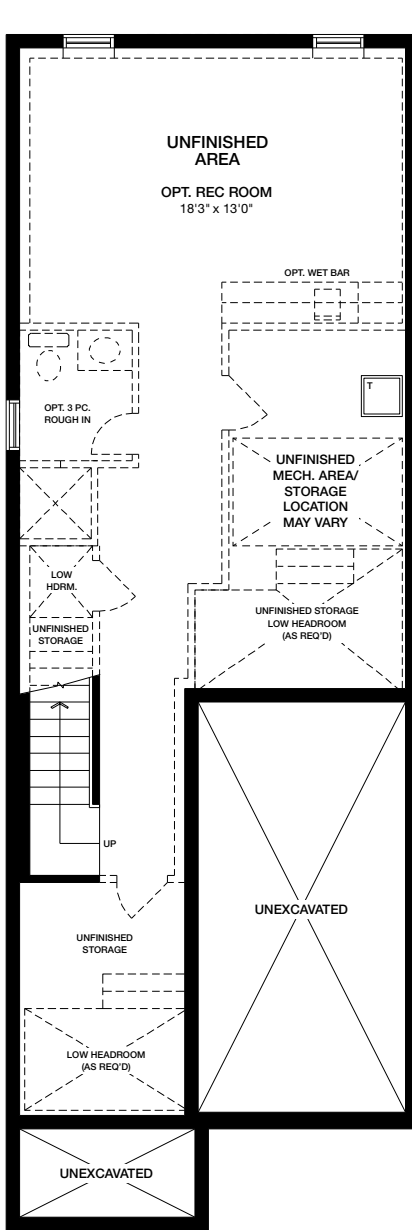 UNFINISHED
AREA
OPT. REC ROOM
18'3" x 13'0"
OPT. WET BAR
OPT. 3 PC.
ROUGH IN
T
UNFINISHED
MECH. AREA/
STORAGE
LOCATION
MAY VARY
LOW
HDRM.
UNFINISHED
STORAGE
UNFINISHED STORAGE
LOW HEADROOM
(AS REQ'D)
UP
UNEXCAVATED
UNFINISHED
STORAGE
LOW HEADROOM
(AS REQ'D)
UNEXCAVATED